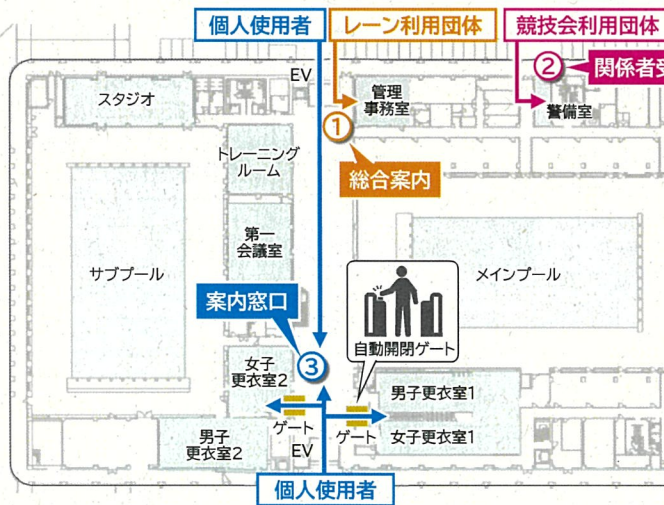 個人使用者
レーン利用団体
競技会利用団体
② 関係者
EV
スタジオ
管理
事務室
警備室
①
総合案内
トレーニング
ルーム
第一
会議室
サブプール
メインプール
案内窓口
③
自動開閉ゲート
女子
更衣室2
男子更衣室1
女子更衣室1
ゲート
ゲート
男子
更衣室2
EV
個人使用者